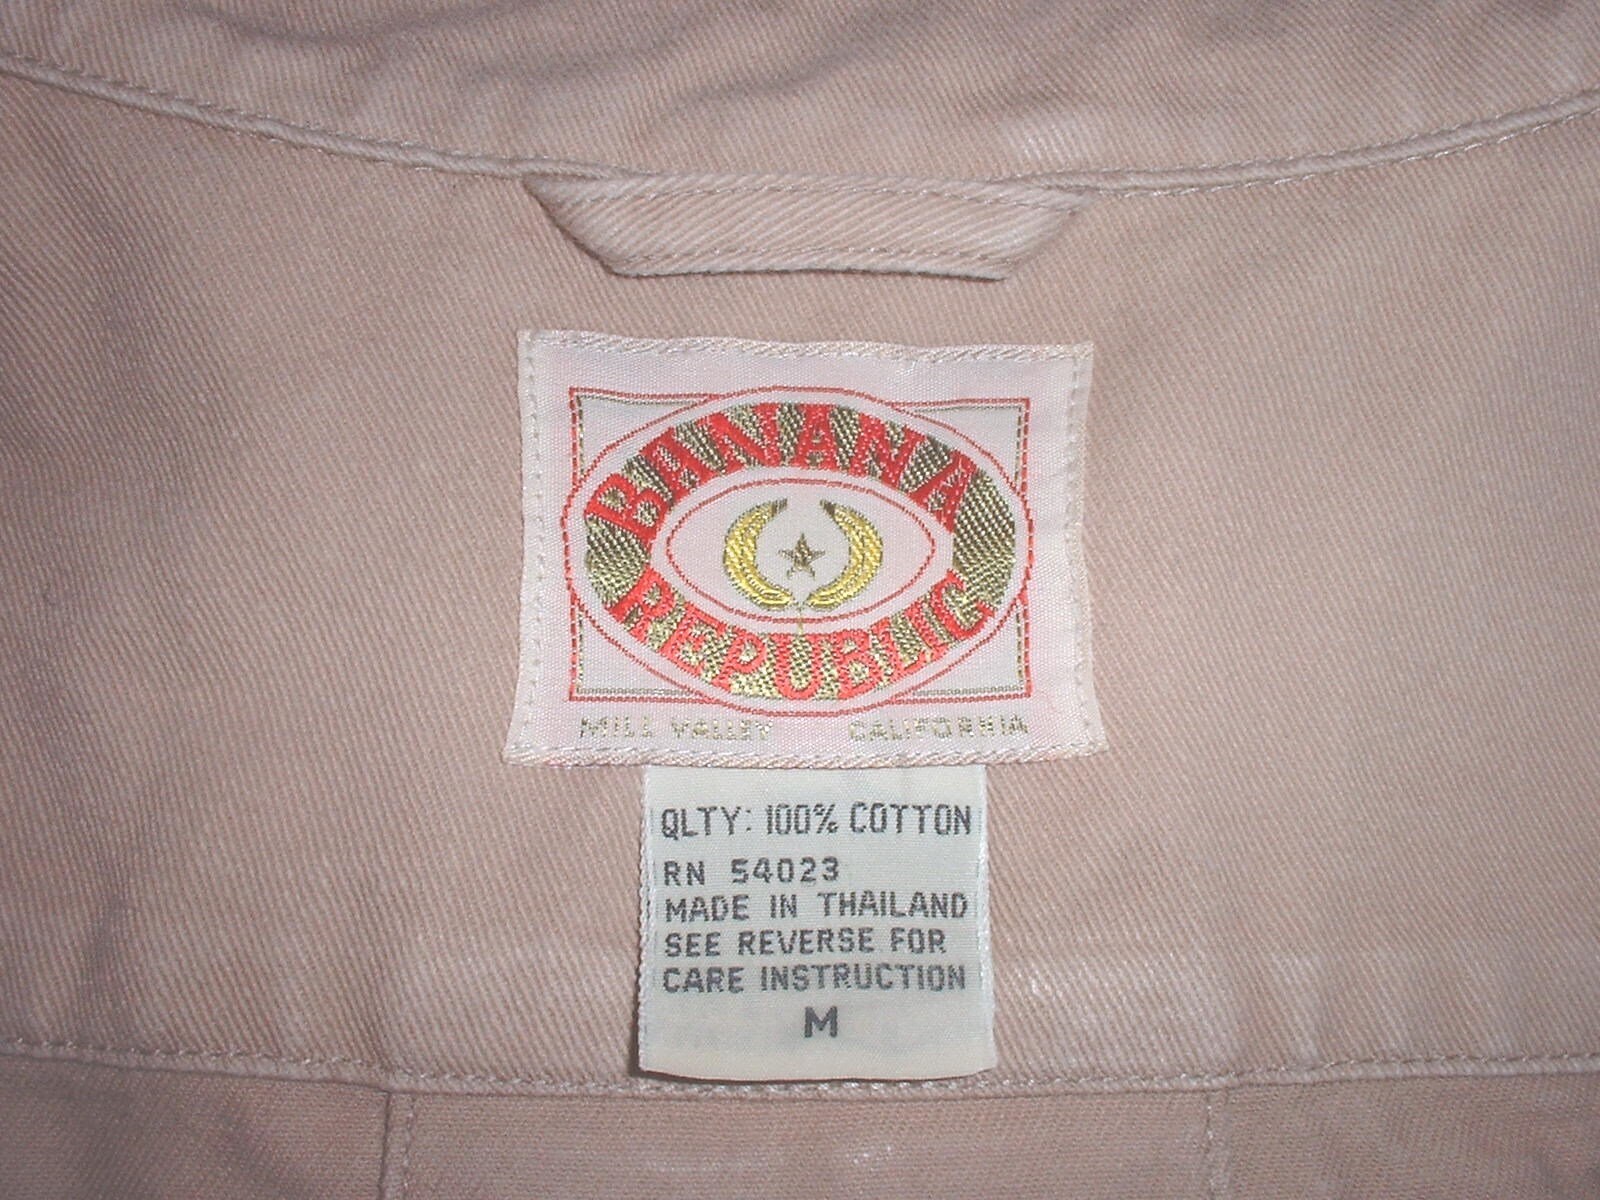 BANANA
REPUBLIC
MILL VALLEY CALIFORNIA
QLTY: 100% COTTON
RN 54023
MADE IN THAILAND
SEE REVERSE FOR
CARE INSTRUCTION
M